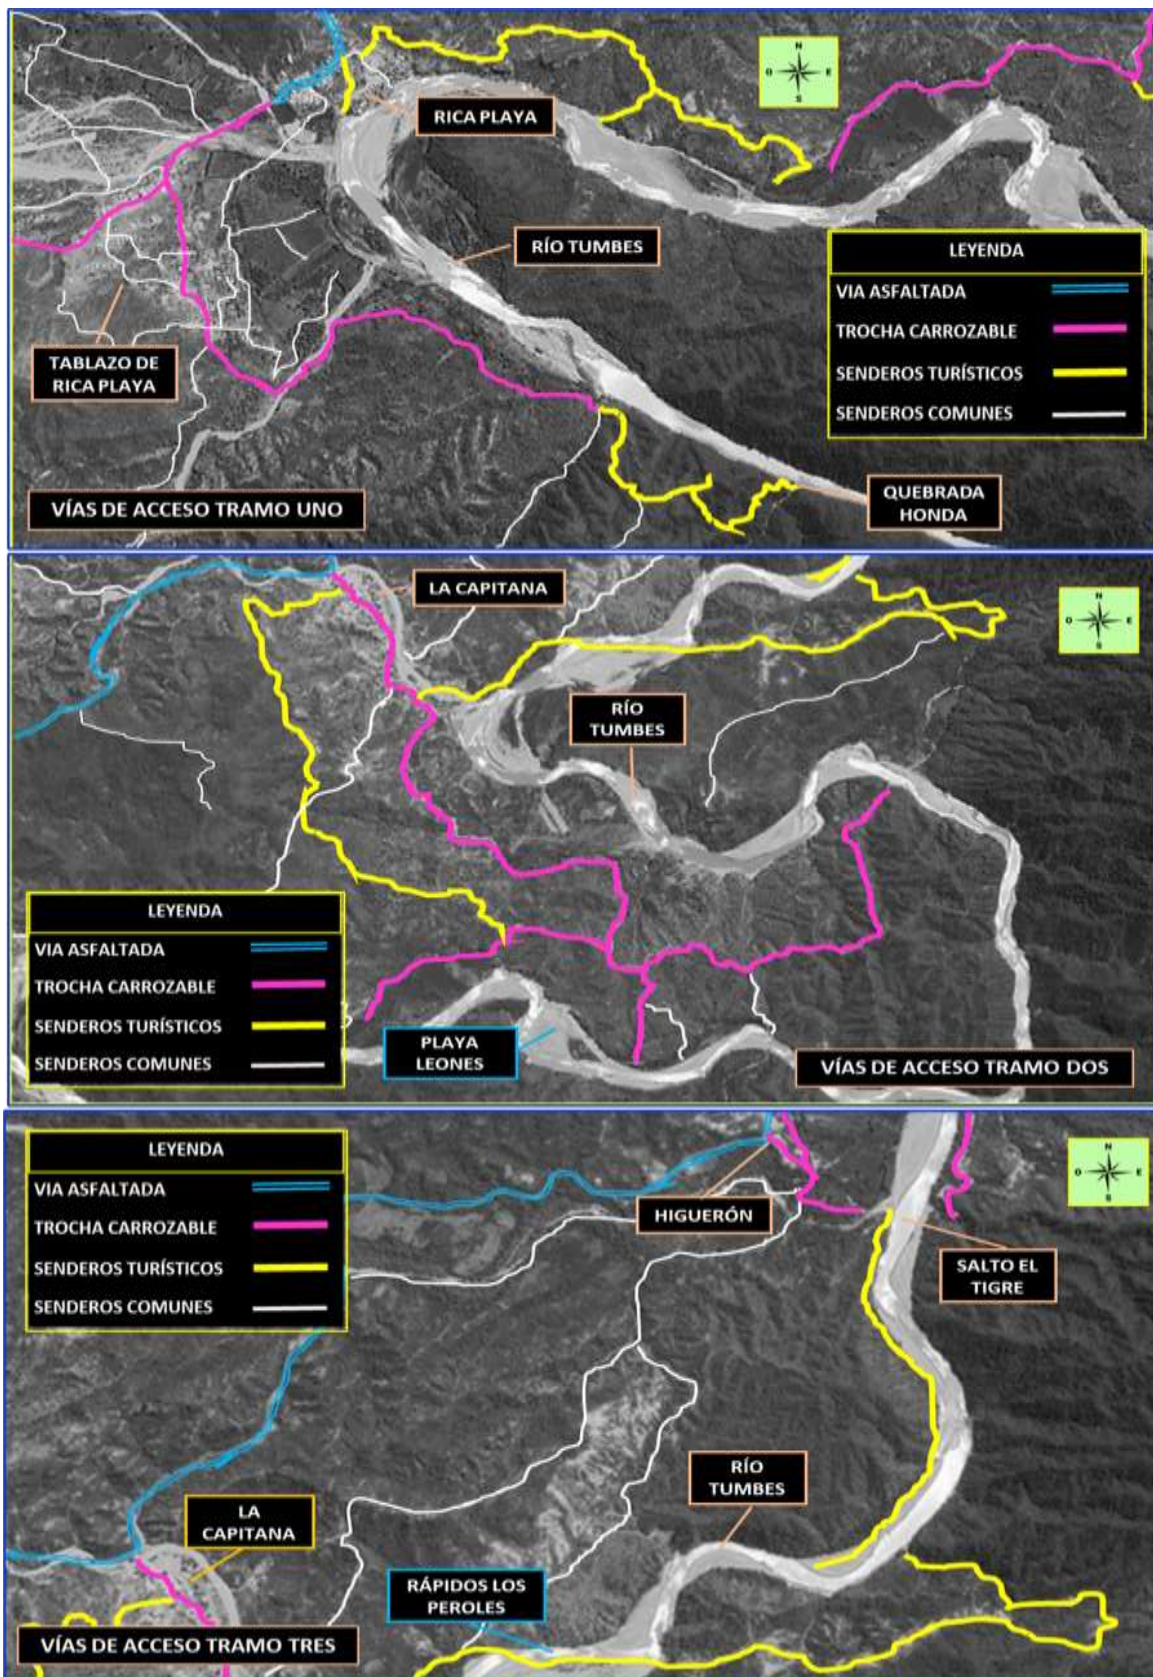 N
O E
S
RICA PLAYA
RÍO TUMBES
LEYENDA
VIA ASFALTADA
TROCHA CARROZABLE
SENDEROS TURÍSTICOS
SENDEROS COMUNES
TABLAZO DE
RICA PLAYA
VÍAS DE ACCESO TRAMO UNO
QUEBRADA
HONDA
LA CAPITANA
N
O E
S
RÍO
TUMBES
LEYENDA
VIA ASFALTADA
TROCHA CARROZABLE
SENDEROS TURÍSTICOS
SENDEROS COMUNES
PLAYA
LEONES
VÍAS DE ACCESO TRAMO DOS
LEYENDA
VIA ASFALTADA
TROCHA CARROZABLE
SENDEROS TURÍSTICOS
SENDEROS COMUNES
N
O E
S
HIGUERÓN
SALTO EL
TIGRE
RÍO
TUMBES
LA
CAPITANA
RÁPIDOS LOS
PEROLES
VÍAS DE ACCESO TRAMO TRES